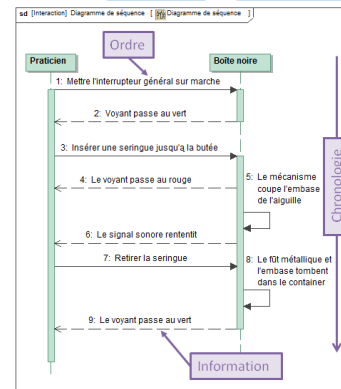 sd [Interaction] Diagramme de séquence [ Diagramme de séquence ]
Ordre
Praticien
Boîte noire
1: Mettre l'interrupteur général sur marche
2: Voyant passe au vert
3: Insérer une seringue jusqu'à la butée
4: Le voyant passe au rouge
5: Le mécanisme
coupe l'embase
de l'aiguille
Chronologie
6: Le signal sonore rententit
7: Retirer la seringue
8: Le fût métallique et
l'embase tombent
dans le container
9: Le voyant passe au vert
Information